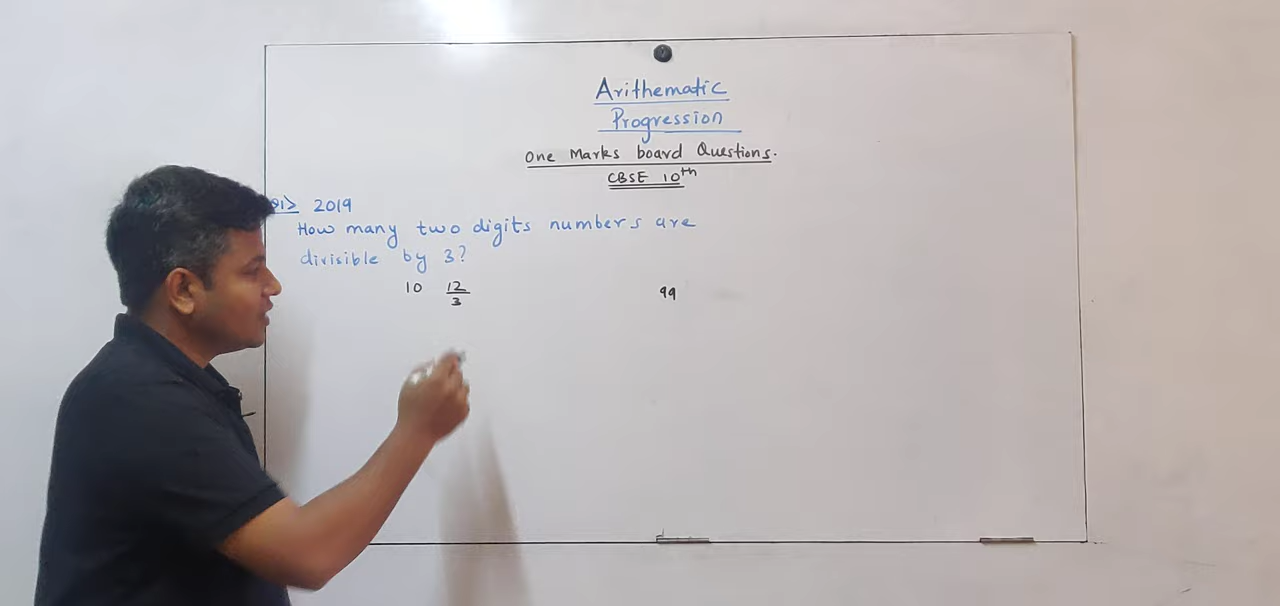 Arithematic
Progression
One Marks board Questions.
CBSE 10th
Q1> 2019
How many two digits numbers are
divisible by 3?
10 12/3 99